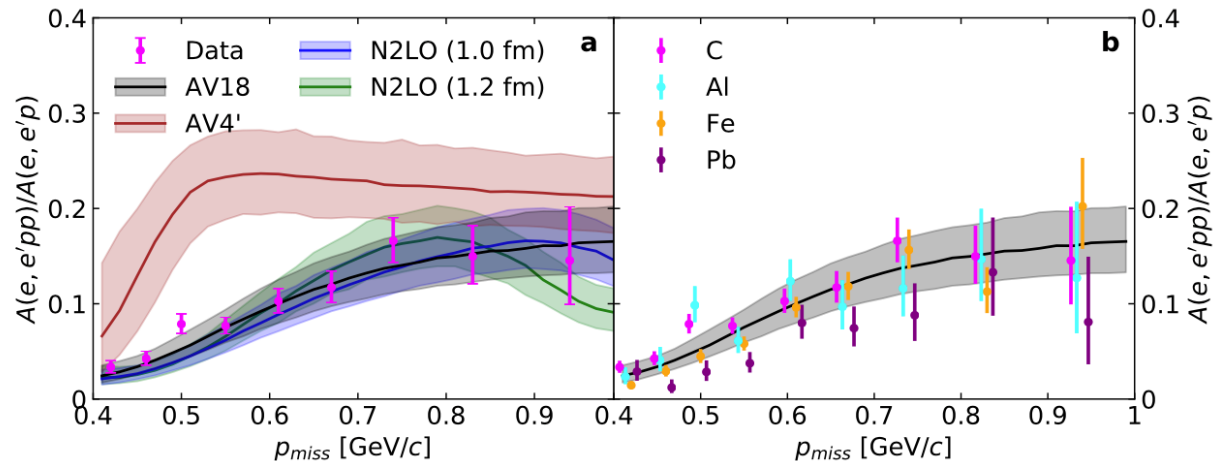 0.4
0.3
0.2
0.1
0
A(e, e′pp)/A(e, e′p)
Data
AV18
AV4'
N2LO (1.0 fm)
N2LO (1.2 fm)
a
0.4 0.5 0.6 0.7 0.8 0.9
p_miss [GeV/c]
b
C
Al
Fe
Pb
0.4 0.5 0.6 0.7 0.8 0.9 1
p_miss [GeV/c]
0.4
0.3
0.2
0.1
0
A(e, e′pp)/A(e, e′p)